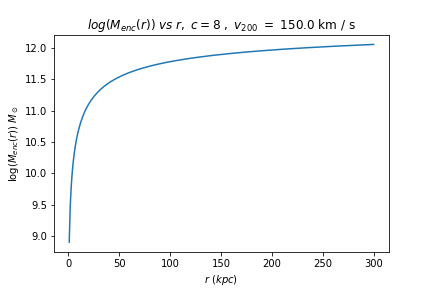 log(M_enc(r)) vs r, c = 8 , v_200 = 150.0 km / s
12.0
11.5
11.0
10.5
10.0
9.5
9.0
log(M_enc(r)) M_⊙
0 50 100 150 200 250 300
r (kpc)